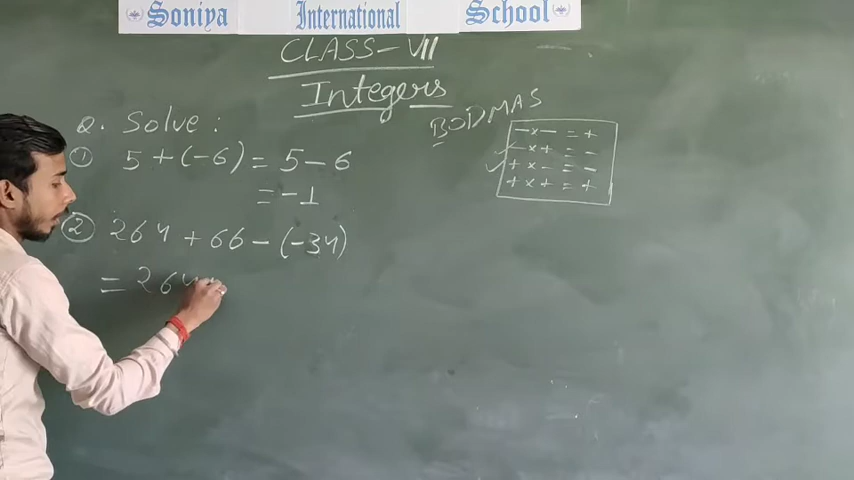 Soniya International School
CLASS-VII
Integers
BODMAS
- x - = +
- x + = -
+ x - = -
+ x + = +
Q. Solve :
① 5 + (-6) = 5 - 6
= -1
② 264 + 66 - (-34)
= 264